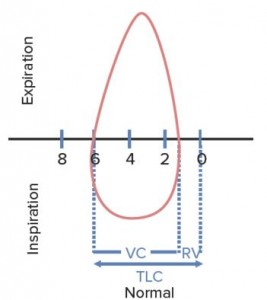 Expiration
8 6 4 2 0
Inspiration
VC RV
TLC
Normal